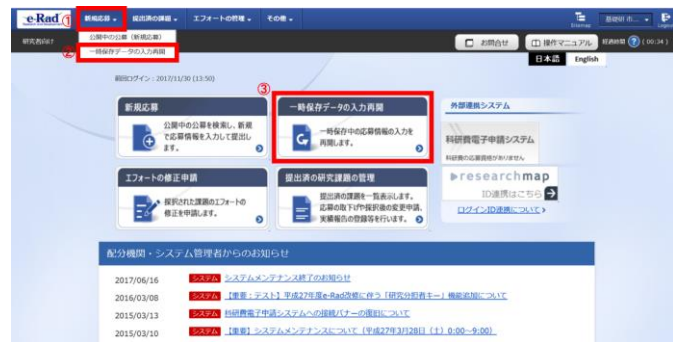 e-Rad ① 新規応募 提出済の課題 エフォートの管理 その他
Sitemap
研究者向け
公開中の公募（新規応募）
② 一時保存データの入力再開
お問合せ 操作マニュアル 経過時間 ? ( 00:34 )
日本語 English
前回ログイン : 2017/11/30 (13:50)
③
新規応募
公開中の公募を検索し、新規
で応募情報を入力して提出し
ます。
一時保存データの入力再開
一時保存中の応募情報の入力を
再開します。
外部連携システム
科研費電子申請システム
科研費の応募資格がありません
エフォートの修正申請
採択された課題のエフォートの
修正を申請します。
提出済の研究課題の管理
提出済の課題を一覧表示します。
応募の取下げや採択後の変更申請、
実績報告の登録等を行います。
researchmap
ID連携はこちら
ログインID連携について
配分機関・システム管理者からのお知らせ
2017/06/16 システム システムメンテナンス終了のお知らせ
2016/03/08 システム 【重要：テスト】平成27年度e-Rad改修に伴う「研究分担者キー」機能追加について
2015/03/13 システム 科研費電子申請システムへの接続バナーの復旧について
2015/03/10 システム 【重要】システムメンテナンスについて（平成27年3月28日（土）0:00～9:00）